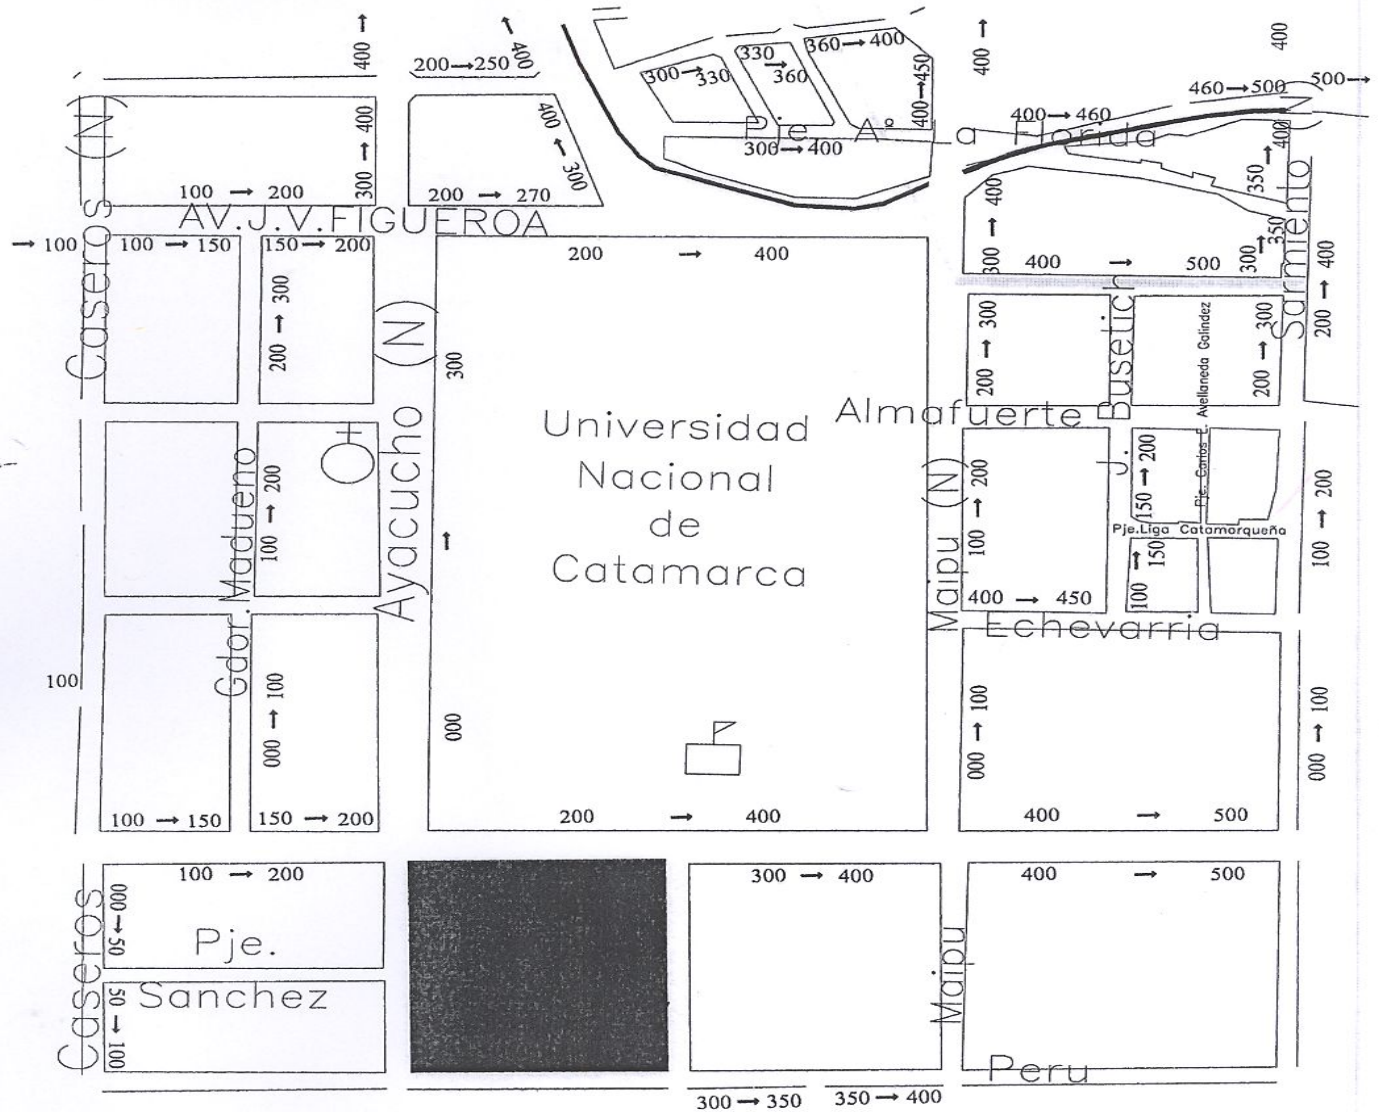 400
400
200→250
300→330
330→360
360→400
400→450
400
400
460→500
500→
400→460
(N)
300→400
400→300
100→200
200→270
Pje A° La Florida
300→400
300→400
400
350→
AV.J.V.FIGUEROA
→100
100→150
150→200
200→400
400→500
300→350
200→400
Caseros
200→300
(N)
300
200→300
Busetich
J.
Pje. Carlos E. Avellaneda Galindez
200→300
Sarmiento
Universidad
Nacional
de
Catamarca
Almafuerte
Ayacucho
Gdor. Madueno
100→200
Maipu (N)
100→200
150→200
100→200
Pje.Liga Catamarqueña
100→150
400→450
Echevarria
100
000→100
000
000→100
000→100
100→150
150→200
200→400
400→500
100→200
300→400
400→500
Caseros
000→50
Pje.
Sanchez
50→100
Maipu
Peru
300→350
350→400